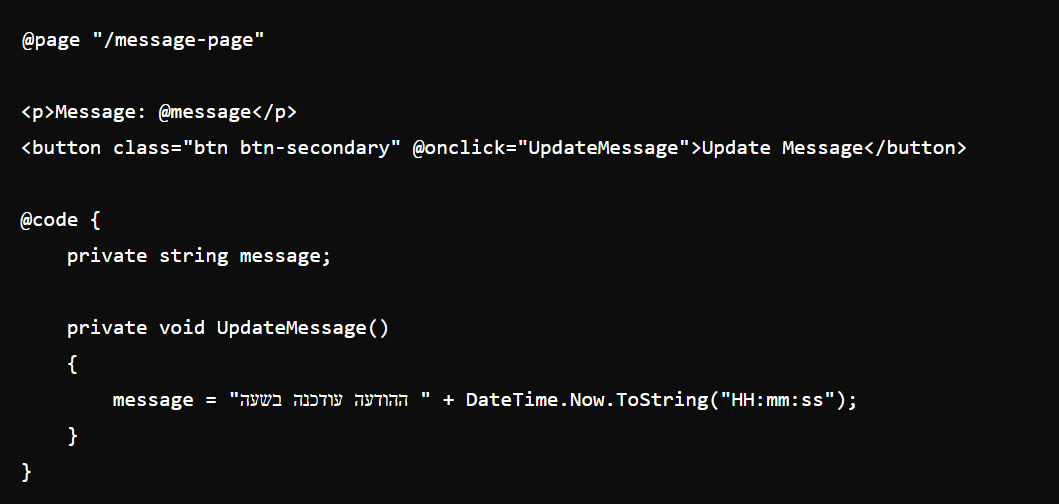 @page "/message-page"
<p>Message: @message</p>
<button class="btn btn-secondary" @onclick="UpdateMessage">Update Message</button>
@code {
private string message;
private void UpdateMessage()
{
message = "ההודעה עודכנה בשעה " + DateTime.Now.ToString("HH:mm:ss");
}
}